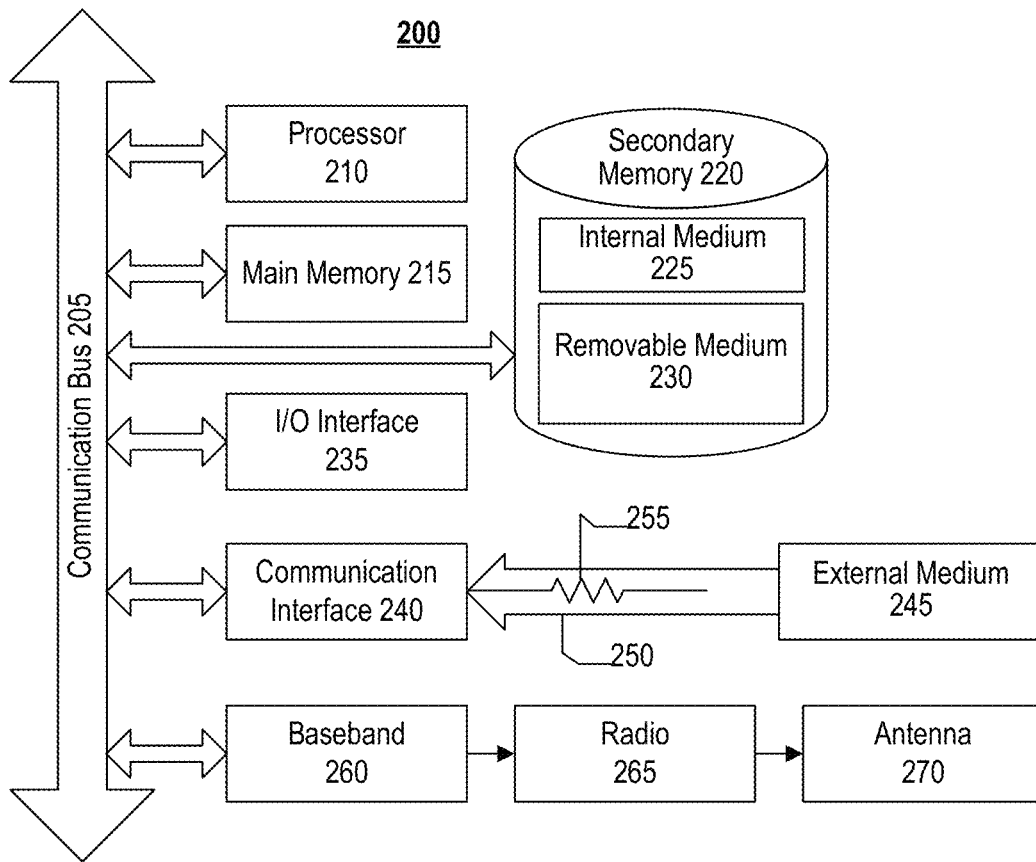 200
Communication Bus 205
Processor
210
Main Memory 215
Secondary
Memory 220
Internal Medium
225
Removable Medium
230
I/O Interface
235
Communication
Interface 240
255
250
External Medium
245
Baseband
260
Radio
265
Antenna
270